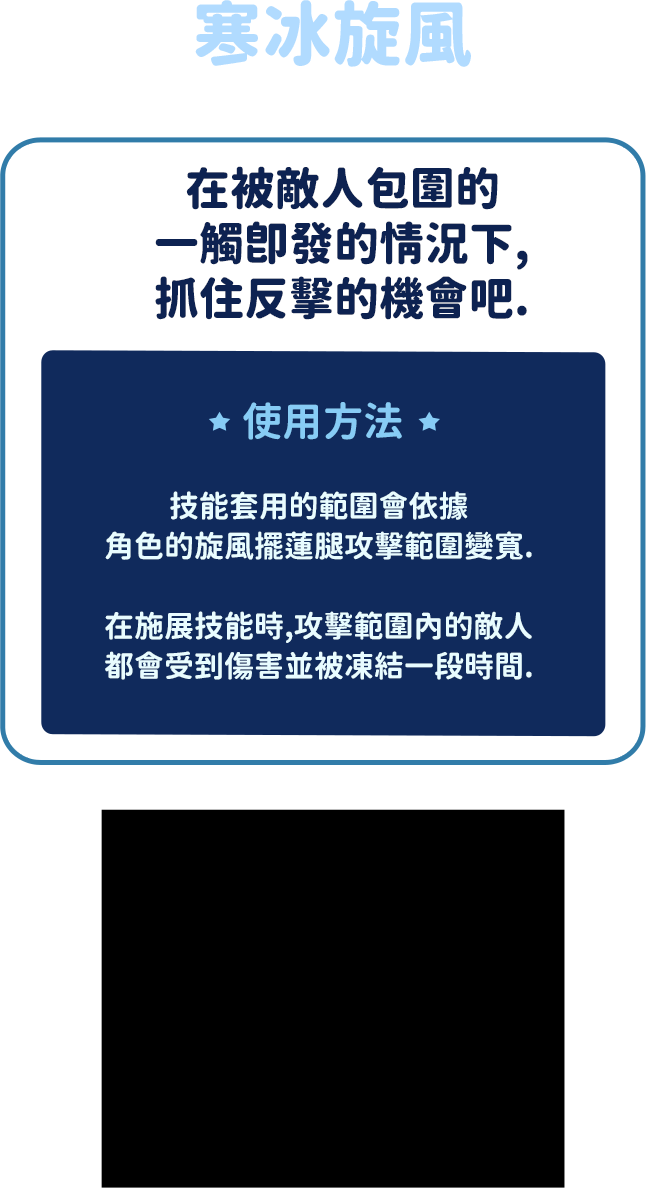 寒冰旋風
在被敵人包圍的
一觸卽發的情況下,
抓住反擊的機會吧.
使用方法
技能套用的範圍會依據
角色的旋風擺蓮腿攻擊範圍變寬.
在施展技能時,攻擊範圍內的敵人
都會受到傷害並被凍結一段時間.